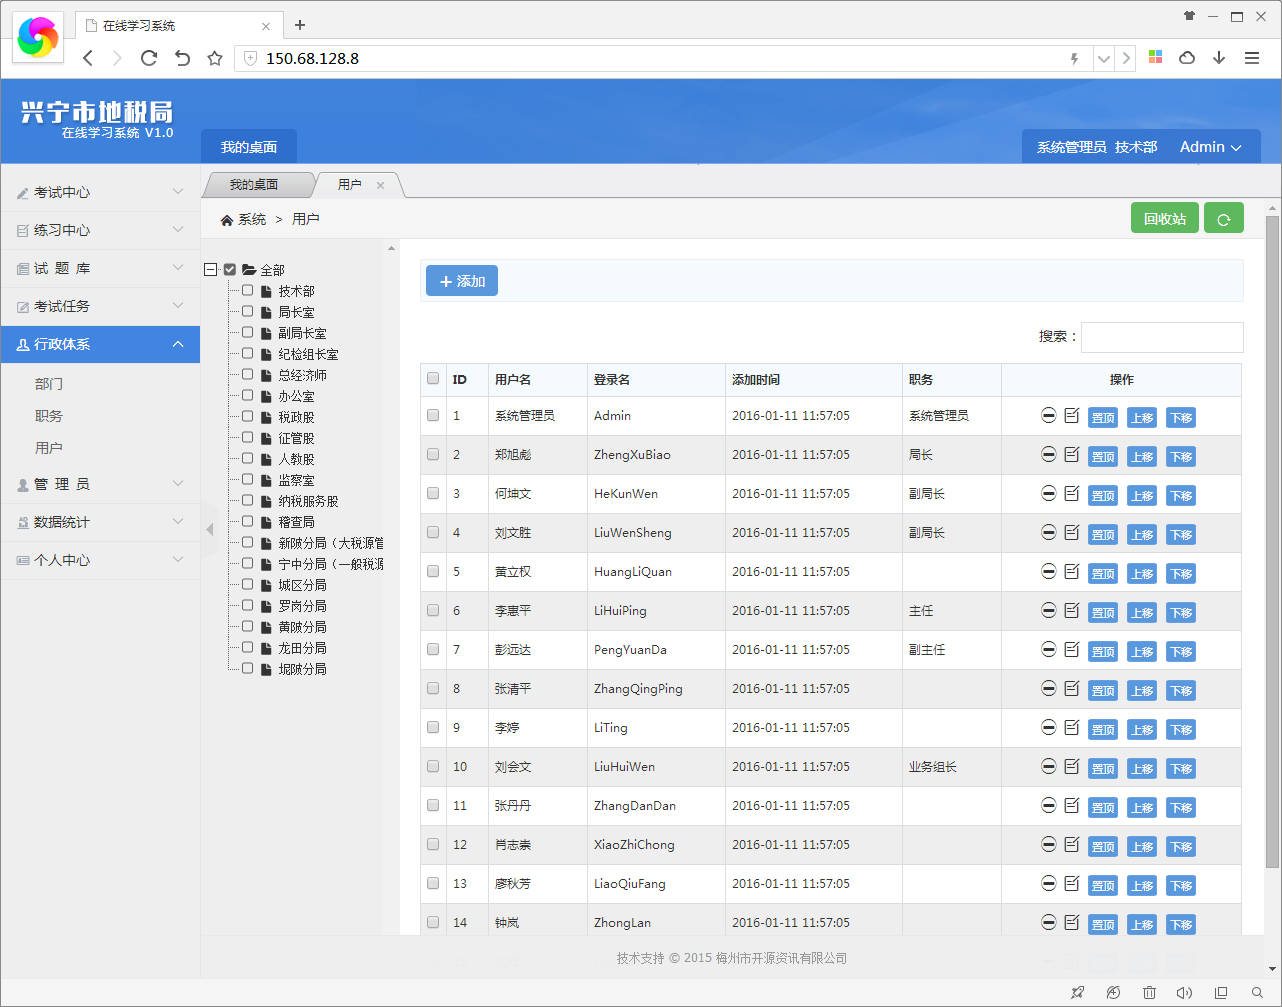 在线学习系统
150.68.128.8
兴宁市地税局
在线学习系统 V1.0
我的桌面
系统管理员 技术部 Admin
我的桌面 用户
系统 > 用户
回收站
考试中心
练习中心
试 题 库
考试任务
行政体系
部门
职务
用户
管 理 员
数据统计
个人中心
全部
技术部
局长室
副局长室
纪检组长室
总经济师
办公室
税政股
征管股
人教股
监察室
纳税服务股
稽查局
新陂分局（大税源管
宁中分局（一般税源
城区分局
罗岗分局
黄陂分局
龙田分局
坭陂分局
添加
搜索：
ID 用户名 登录名 添加时间 职务 操作
1 系统管理员 Admin 2016-01-11 11:57:05 系统管理员 置顶 上移 下移
2 郑旭彪 ZhengXuBiao 2016-01-11 11:57:05 局长 置顶 上移 下移
3 何坤文 HeKunWen 2016-01-11 11:57:05 副局长 置顶 上移 下移
4 刘文胜 LiuWenSheng 2016-01-11 11:57:05 副局长 置顶 上移 下移
5 黄立权 HuangLiQuan 2016-01-11 11:57:05 置顶 上移 下移
6 李惠平 LiHuiPing 2016-01-11 11:57:05 主任 置顶 上移 下移
7 彭远达 PengYuanDa 2016-01-11 11:57:05 副主任 置顶 上移 下移
8 张清平 ZhangQingPing 2016-01-11 11:57:05 置顶 上移 下移
9 李婷 LiTing 2016-01-11 11:57:05 置顶 上移 下移
10 刘会文 LiuHuiWen 2016-01-11 11:57:05 业务组长 置顶 上移 下移
11 张丹丹 ZhangDanDan 2016-01-11 11:57:05 置顶 上移 下移
12 肖志崇 XiaoZhiChong 2016-01-11 11:57:05 置顶 上移 下移
13 廖秋芳 LiaoQiuFang 2016-01-11 11:57:05 置顶 上移 下移
14 钟岚 ZhongLan 2016-01-11 11:57:05 置顶 上移 下移
技术支持 © 2015 梅州市开源资讯有限公司